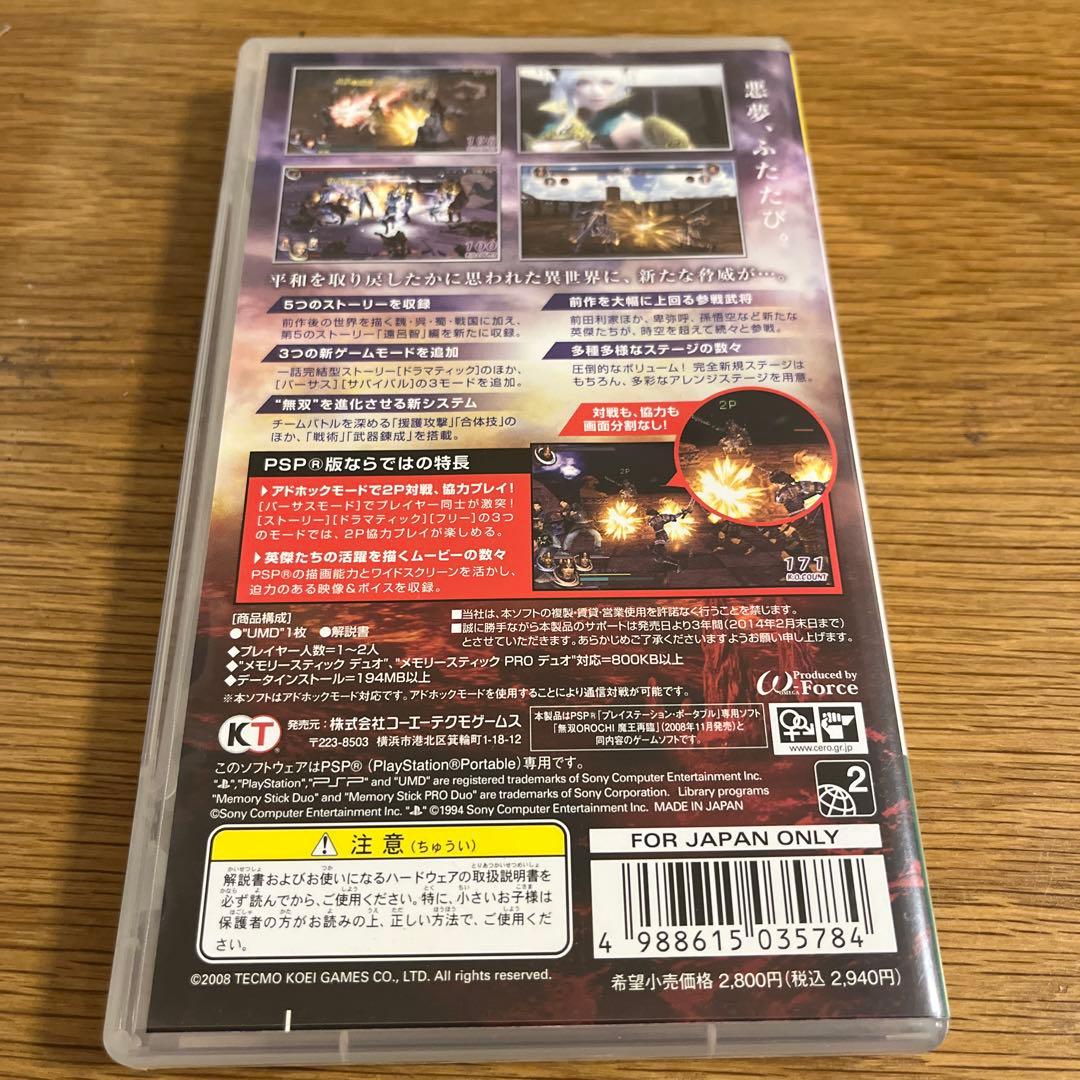 悪夢、ふたたび。
186
100
平和を取り戻したかに思われた異世界に、新たな脅威が…。
5つのストーリーを収録
前作後の世界を描く魏・呉・蜀・戦国に加え、
第5のストーリー「遠呂智」編を新たに収録。
3つの新ゲームモードを追加
一話完結型ストーリー[ドラマティック]のほか、
[バーサス][サバイバル]の3モードを追加。
“無双”を進化させる新システム
チームバトルを深める「援護攻撃」「合体技」の
ほか、「戦術」「武器錬成」を搭載。
前作を大幅に上回る参戦武将
前田利家ほか、卑弥呼、孫悟空など新たな
英傑たちが、時空を超えて続々と参戦。
多種多様なステージの数々
圧倒的なボリューム!完全新規ステージは
もちろん、多彩なアレンジステージを用意。
対戦も、協力も
画面分割なし!
2P
2P
171
K.O.COUNT
PSP®版ならではの特長
アドホックモードで2P対戦、協力プレイ!
[バーサスモード]でプレイヤー同士が激突!
[ストーリー][ドラマティック][フリー]の3つ
のモードでは、2P協力プレイが楽しめる。
英傑たちの活躍を描くムービーの数々
PSP®の描画能力とワイドスクリーンを活かし、
迫力のある映像&ボイスを収録。
[商品構成]
●“UMD”1枚 ●解説書
◆プレイヤー人数=1~2人
◆“メモリースティック デュオ”、“メモリースティック PRO デュオ”対応=800KB以上
◆データインストール=194MB以上
※本ソフトはアドホックモード対応です。アドホックモードを使用することにより通信対戦が可能です。
■当社は、本ソフトの複製・賃貸・営業使用を許諾なく行うことを禁じます。
■誠に勝手ながら本製品のサポートは発売日より3年間(2014年2月末日まで)
とさせていただきます。あらかじめご了承くださいますようお願い申し上げます。
Produced by
ω-Force
OMEGA
KT
発売元:株式会社コーエーテクモゲームス
〒223-8503 横浜市港北区箕輪町1-18-12
本製品はPSP®「プレイステーション・ポータブル」専用ソフト
「無双OROCHI 魔王再臨」(2008年11月発売)と
同内容のゲームソフトです。
www.cero.gr.jp
このソフトウェアはPSP®(PlayStation®Portable)専用です。
“ ”,“PlayStation”,“PSP”and“UMD”are registered trademarks of Sony Computer Entertainment Inc.
“Memory Stick Duo” and “Memory Stick PRO Duo” are trademarks of Sony Corporation. Library programs
©Sony Computer Entertainment Inc. “ ” ©1994 Sony Computer Entertainment Inc. MADE IN JAPAN
2
注意(ちゅうい)
解説書およびお使いになるハードウェアの取扱説明書を
必ず読んでから、ご使用ください。特に、小さいお子様は
保護者の方がお読みの上、正しい方法で、ご使用くだ
さい。
FOR JAPAN ONLY
4 988615 035784
©2008 TECMO KOEI GAMES CO., LTD. All rights reserved.
希望小売価格 2,800円(税込 2,940円)